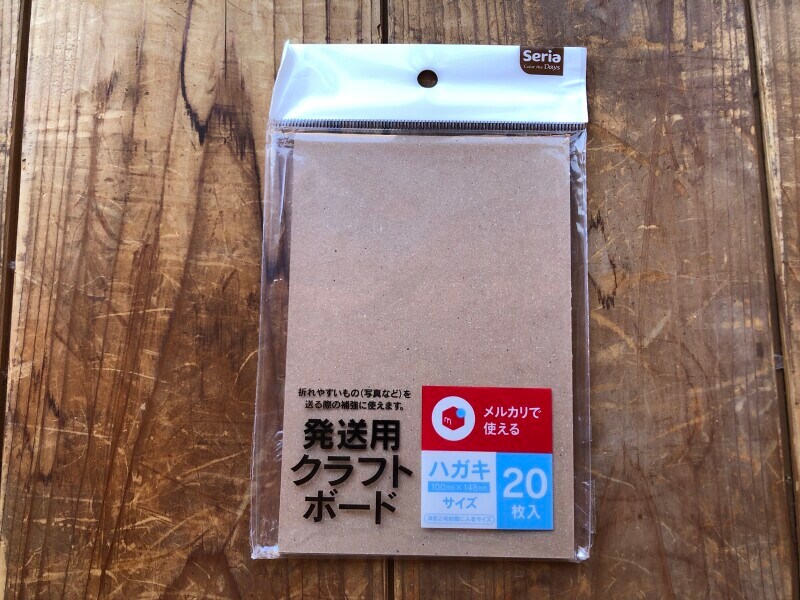 Seria
Color the Days
折れやすいもの(写真など)を
送る際の補強に使えます。
発送用
クラフト
ボード
m
メルカリで
使える
ハガキ
100mm×148mm
サイズ
20
枚入